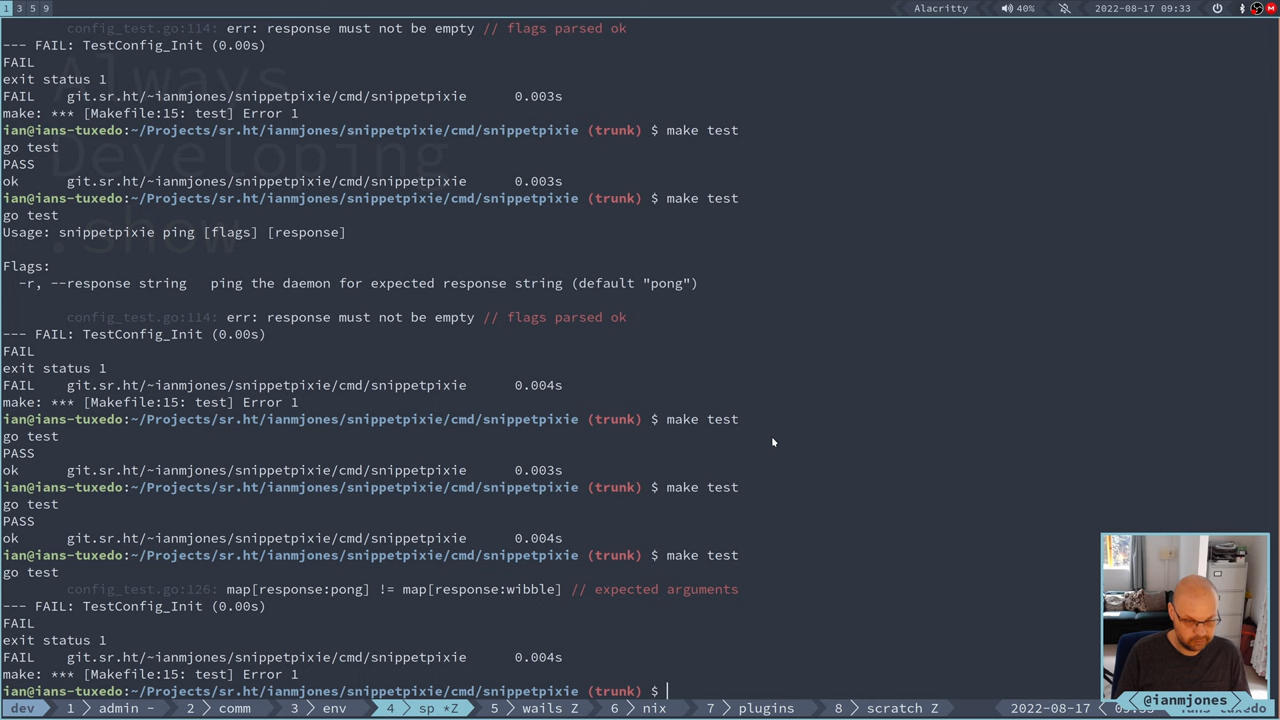 1 3 5 9 Alacritty 40% 2022-08-17 09:33
config_test.go:114: err: response must not be empty // flags parsed ok
--- FAIL: TestConfig_Init (0.00s)
FAIL
exit status 1
FAIL git.sr.ht/~ianmjones/snippetpixie/cmd/snippetpixie 0.003s
make: *** [Makefile:15: test] Error 1
ian@ians-tuxedo:~/Projects/sr.ht/ianmjones/snippetpixie/cmd/snippetpixie (trunk) $ make test
go test
PASS
ok git.sr.ht/~ianmjones/snippetpixie/cmd/snippetpixie 0.003s
ian@ians-tuxedo:~/Projects/sr.ht/ianmjones/snippetpixie/cmd/snippetpixie (trunk) $ make test
go test
Usage: snippetpixie ping [flags] [response]
Flags:
-r, --response string ping the daemon for expected response string (default "pong")
config_test.go:114: err: response must not be empty // flags parsed ok
--- FAIL: TestConfig_Init (0.00s)
FAIL
exit status 1
FAIL git.sr.ht/~ianmjones/snippetpixie/cmd/snippetpixie 0.004s
make: *** [Makefile:15: test] Error 1
ian@ians-tuxedo:~/Projects/sr.ht/ianmjones/snippetpixie/cmd/snippetpixie (trunk) $ make test
go test
PASS
ok git.sr.ht/~ianmjones/snippetpixie/cmd/snippetpixie 0.003s
ian@ians-tuxedo:~/Projects/sr.ht/ianmjones/snippetpixie/cmd/snippetpixie (trunk) $ make test
go test
PASS
ok git.sr.ht/~ianmjones/snippetpixie/cmd/snippetpixie 0.004s
ian@ians-tuxedo:~/Projects/sr.ht/ianmjones/snippetpixie/cmd/snippetpixie (trunk) $ make test
go test
config_test.go:126: map[response:pong] != map[response:wibble] // expected arguments
--- FAIL: TestConfig_Init (0.00s)
FAIL
exit status 1
FAIL git.sr.ht/~ianmjones/snippetpixie/cmd/snippetpixie 0.004s
make: *** [Makefile:15: test] Error 1
ian@ians-tuxedo:~/Projects/sr.ht/ianmjones/snippetpixie/cmd/snippetpixie (trunk) $
Always
Developing
.show
@ianmjones
dev 1 admin - 2 comm 3 env 4 sp *Z 5 wails Z 6 nix 7 plugins 8 scratch Z 2022-08-17